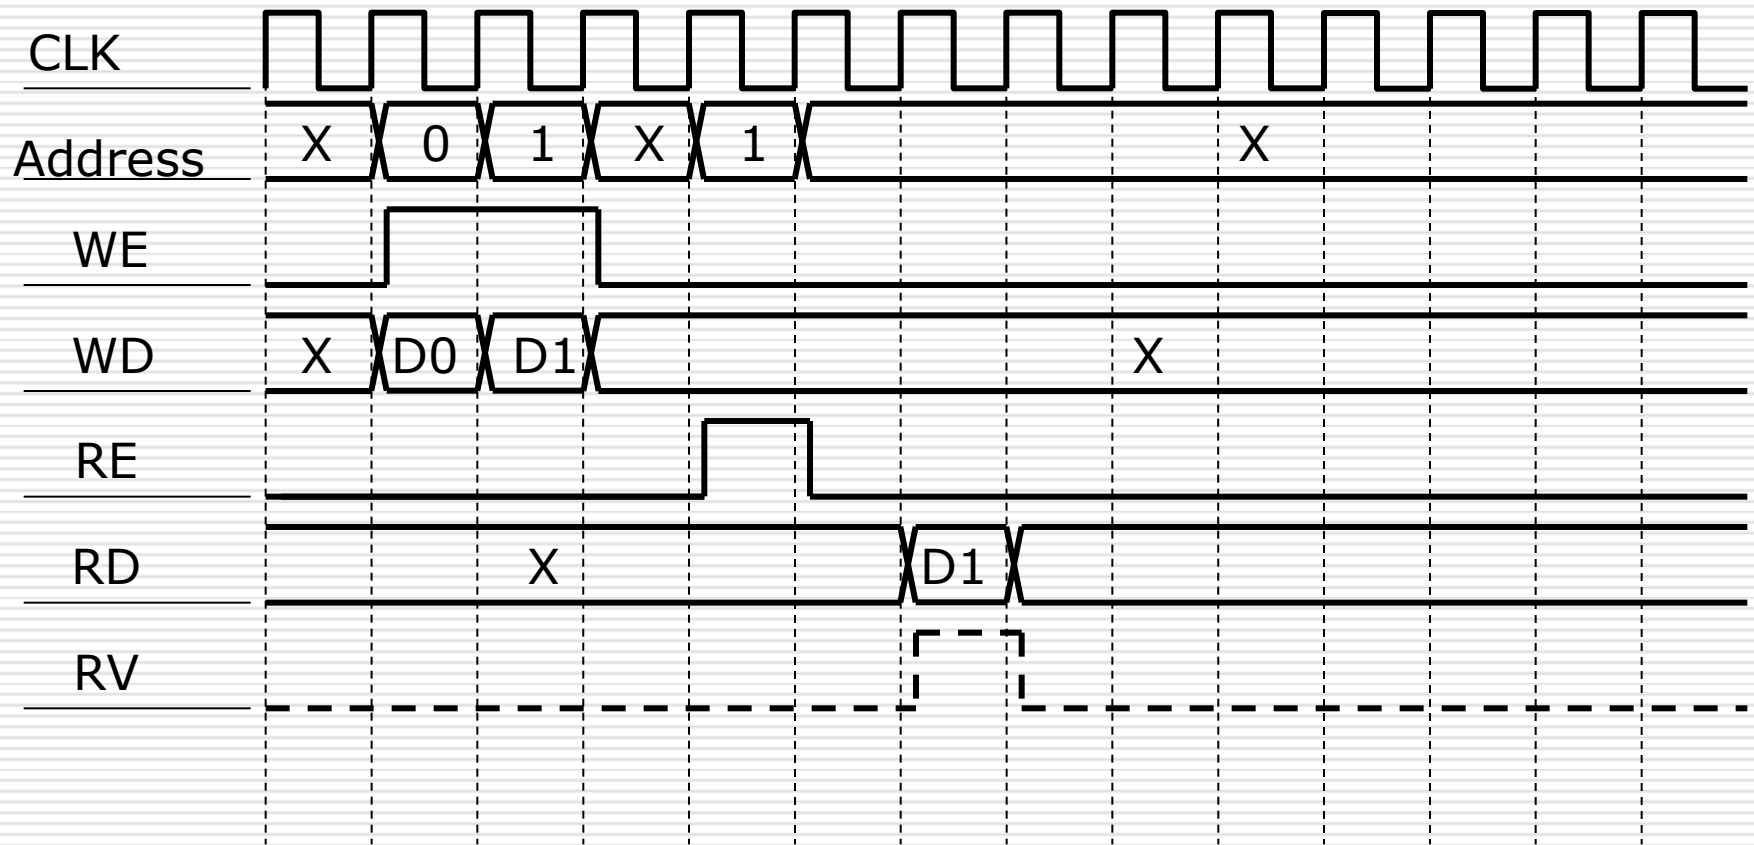 CLK
Address X 0 1 X 1 X
WE
WD X D0 D1 X
RE
RD X D1
RV